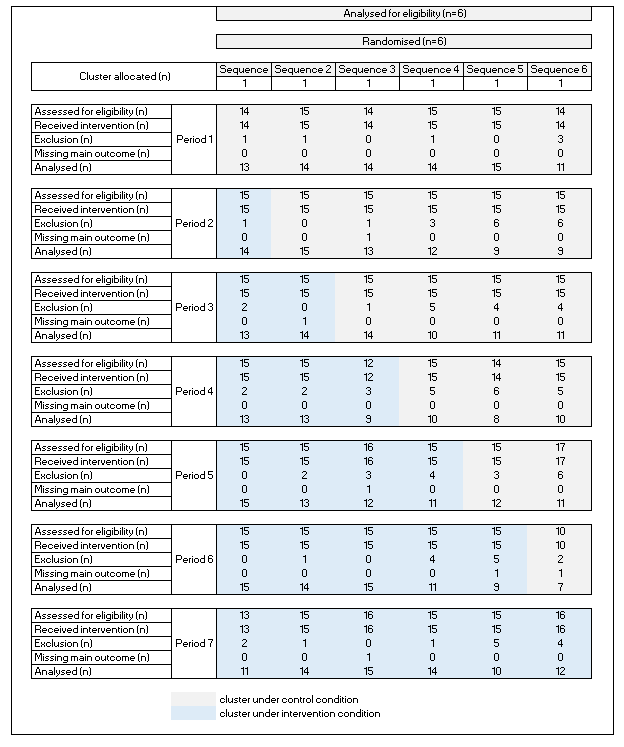 Analysed for eligibility (n=6)
Randomised (n=6)
Cluster allocated (n) Sequence Sequence 2 Sequence 3 Sequence 4 Sequence 5 Sequence 6
1 1 1 1 1 1
Period 1
Assessed for eligibility (n) 14 15 14 15 15 14
Received intervention (n) 14 15 14 15 15 14
Exclusion (n) 1 1 0 1 0 3
Missing main outcome (n) 0 0 0 0 0 0
Analysed (n) 13 14 14 14 15 11
Period 2
Assessed for eligibility (n) 15 15 15 15 15 15
Received intervention (n) 15 15 15 15 15 15
Exclusion (n) 1 0 1 3 6 6
Missing main outcome (n) 0 0 1 0 0 0
Analysed (n) 14 15 13 12 9 9
Period 3
Assessed for eligibility (n) 15 15 15 15 15 15
Received intervention (n) 15 15 15 15 15 15
Exclusion (n) 2 0 1 5 4 4
Missing main outcome (n) 0 1 0 0 0 0
Analysed (n) 13 14 14 10 11 11
Period 4
Assessed for eligibility (n) 15 15 12 15 14 15
Received intervention (n) 15 15 12 15 14 15
Exclusion (n) 2 2 3 5 6 5
Missing main outcome (n) 0 0 0 0 0 0
Analysed (n) 13 13 9 10 8 10
Period 5
Assessed for eligibility (n) 15 15 16 15 15 17
Received intervention (n) 15 15 16 15 15 17
Exclusion (n) 0 2 3 4 3 6
Missing main outcome (n) 0 0 1 0 0 0
Analysed (n) 15 13 12 11 12 11
Period 6
Assessed for eligibility (n) 15 15 15 15 15 10
Received intervention (n) 15 15 15 15 15 10
Exclusion (n) 0 1 0 4 5 2
Missing main outcome (n) 0 0 0 0 1 1
Analysed (n) 15 14 15 11 9 7
Period 7
Assessed for eligibility (n) 13 15 16 15 15 16
Received intervention (n) 13 15 16 15 15 16
Exclusion (n) 2 1 0 1 5 4
Missing main outcome (n) 0 0 1 0 0 0
Analysed (n) 11 14 15 14 10 12
cluster under control condition
cluster under intervention condition